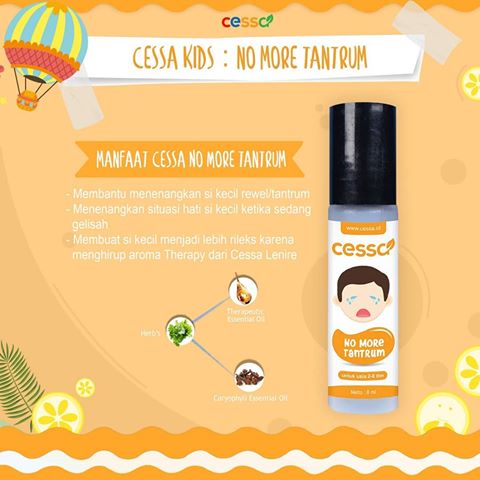 cessa
CESSA KIDS : NO MORE TANTRUM
MANFAAT CESSA NO MORE TANTRUM
- Membantu menenangkan si kecil rewel/tantrum
- Menenangkan situasi hati si kecil ketika sedang
gelisah
- Membuat si kecil menjadi lebih rileks karena
menghirup aroma Therapy dari Cessa Lenire
Therapeutic
Essential Oil
Herb's
Caryophyli Essential Oil
www.cessa.id
cessa
NO MORE
TANTRUM
untuk usia 2-6 thn
Netto : 8 ml